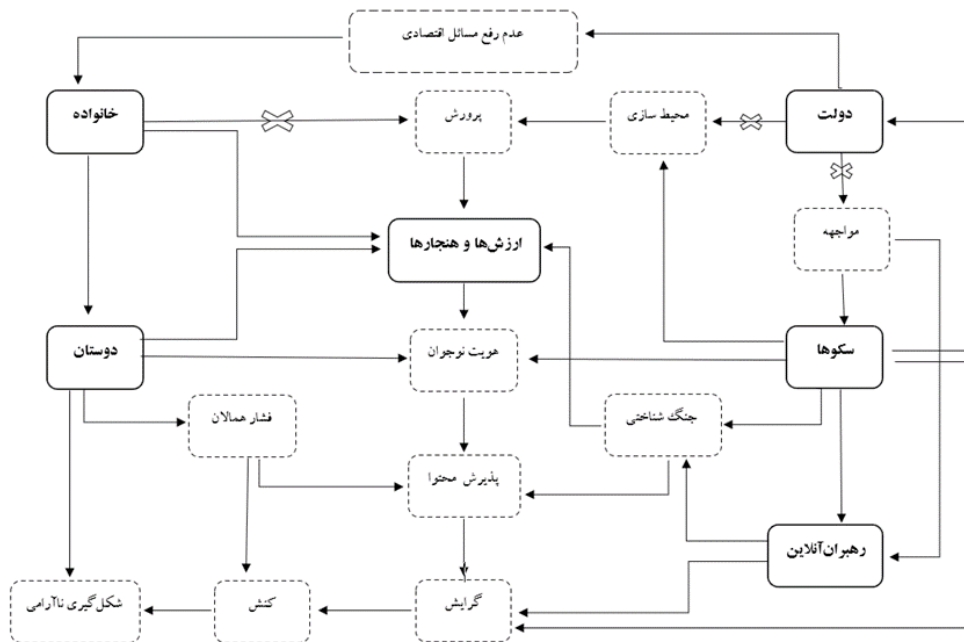 عدم رفع مسائل اقتصادی
دولت
محیط سازی
پرورش
خانواده
مواجهه
ارزش‌ها و هنجارها
سکوها
هویت نوجوان
دوستان
جنگ شناختی
فشار همالان
پذیرش محتوا
رهبران‌آنلاین
گرایش
کنش
شکل‌گیری ناآرامی